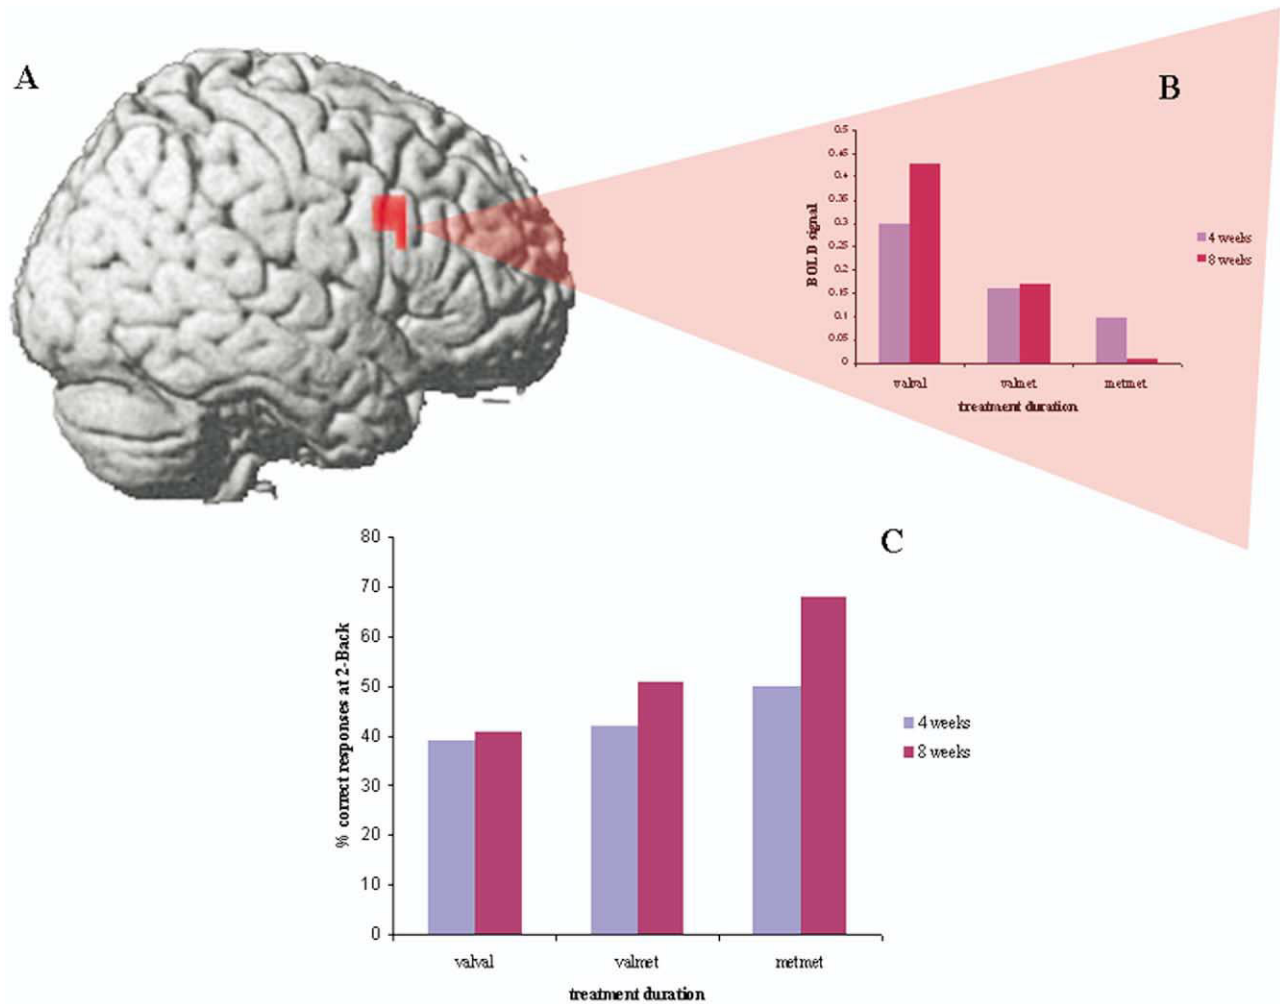 A
B
0.5
0.45
0.4
0.35
0.3
0.25
0.2
0.15
0.1
0.05
0
BOLD signal
valval
valmet
metmet
treatment duration
4 weeks
8 weeks
C
80
70
60
50
40
30
20
10
0
% correct responses at 2-Back
valval
valmet
metmet
treatment duration
4 weeks
8 weeks